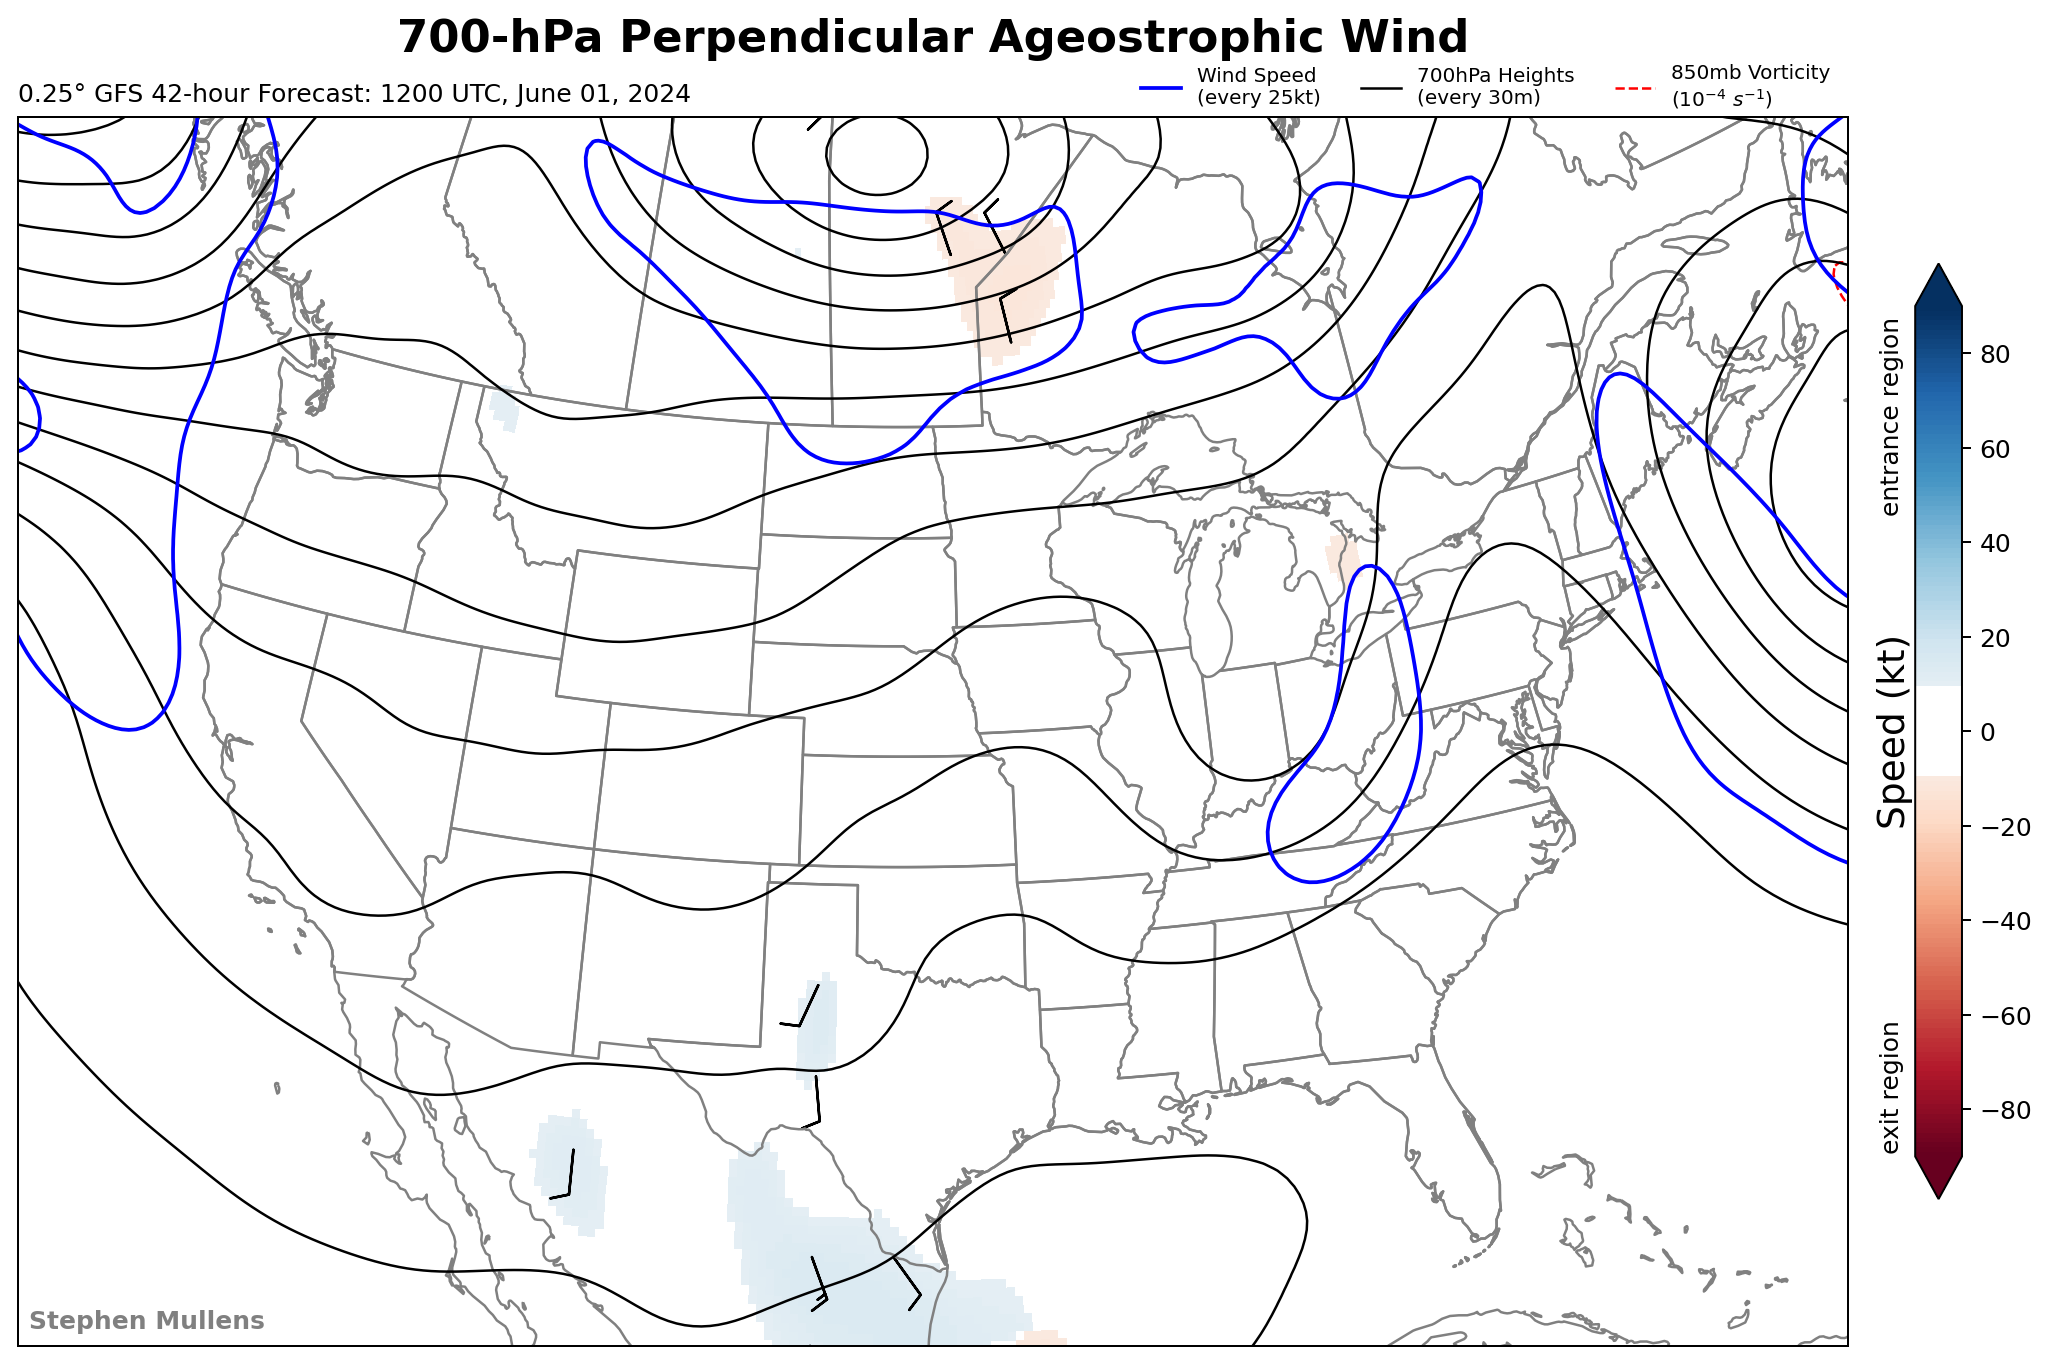 700-hPa Perpendicular Ageostrophic Wind
0.25° GFS 42-hour Forecast: 1200 UTC, June 01, 2024
Wind Speed
(every 25kt)
700hPa Heights
(every 30m)
850mb Vorticity
(10⁻⁴ s⁻¹)
entrance region
Speed (kt)
exit region
80
60
40
20
0
−20
−40
−60
−80
Stephen Mullens